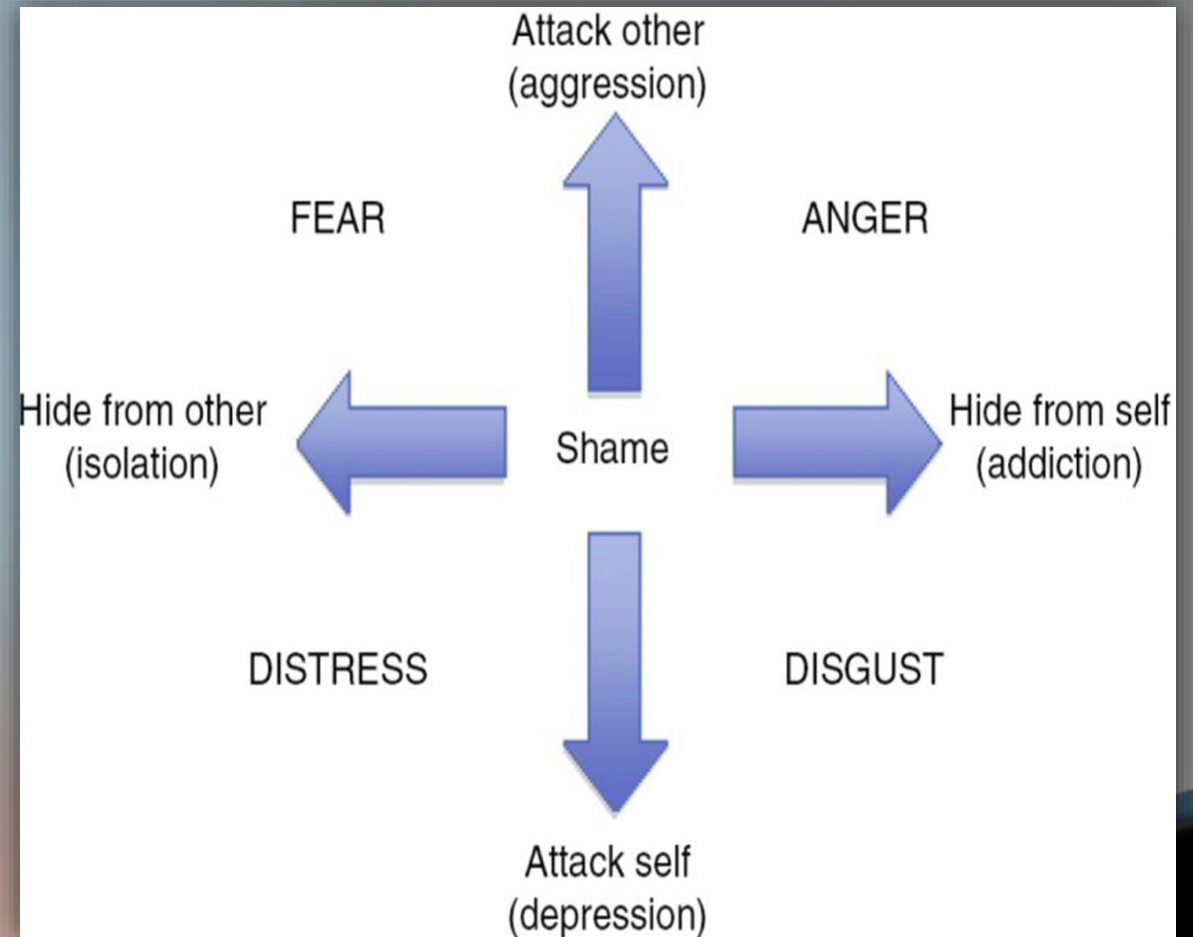 Attack other
(aggression)
FEAR
ANGER
Hide from other
(isolation)
Shame
Hide from self
(addiction)
DISTRESS
DISGUST
Attack self
(depression)